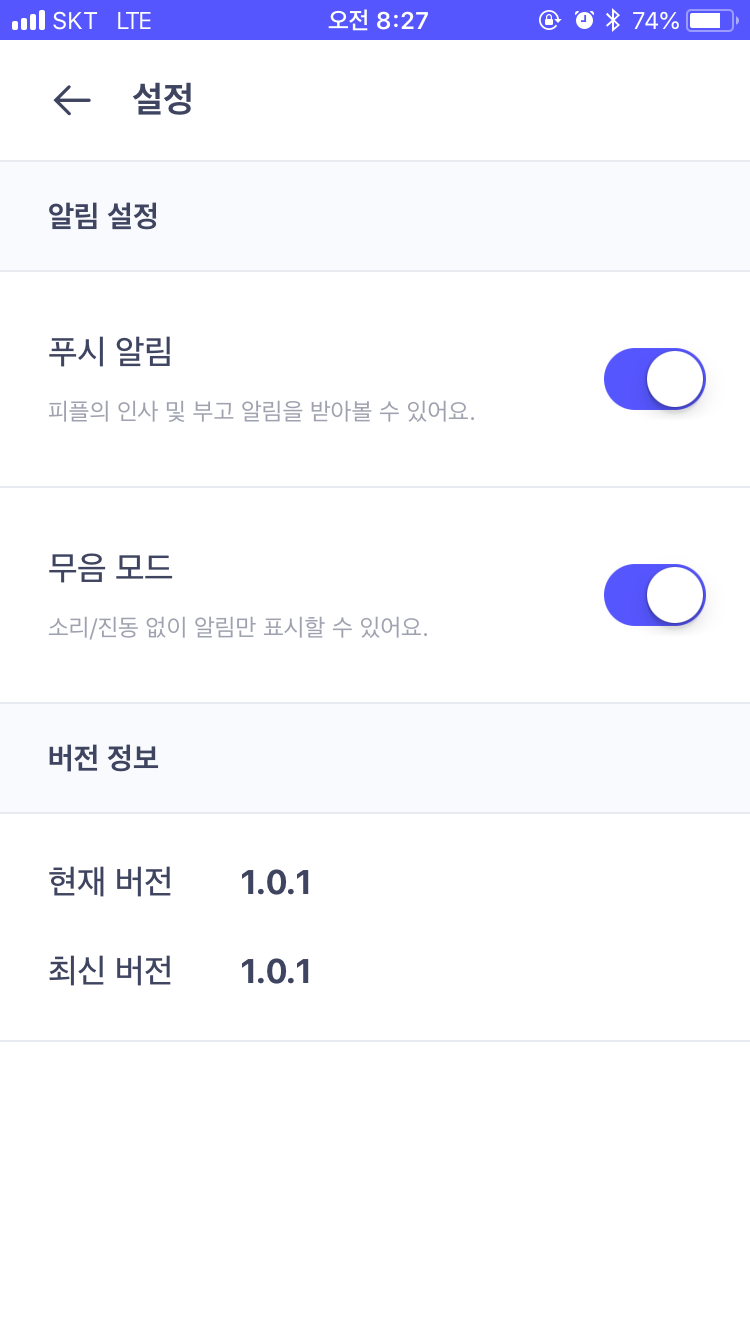 SKT LTE 오전 8:27 74%
설정
알림 설정
푸시 알림
피플의 인사 및 부고 알림을 받아볼 수 있어요.
무음 모드
소리/진동 없이 알림만 표시할 수 있어요.
버전 정보
현재 버전 1.0.1
최신 버전 1.0.1